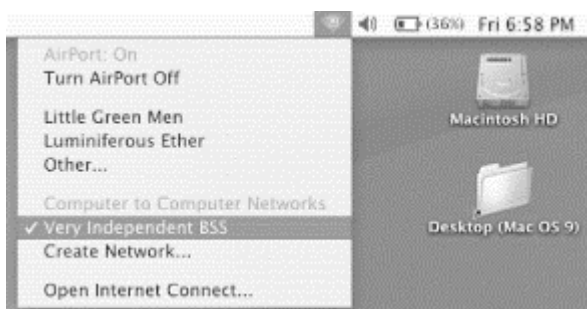 (36%) Fri 6:58 PM
AirPort: On
Turn AirPort Off
Little Green Men
Luminiferous Ether
Other...
Computer to Computer Networks
✓ Very Independent BSS
Create Network...
Open Internet Connect...
Macintosh HD
Desktop (Mac OS 9)